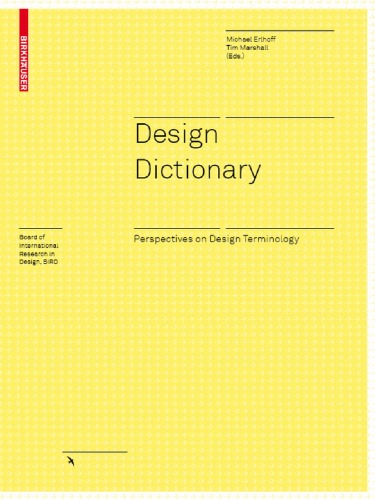 BIRKHÄUSER
Michael Erlhoff
Tim Marshall
(Eds.)
Design
Dictionary
Board of
International
Research in
Design, BIRD
Perspectives on Design Terminology